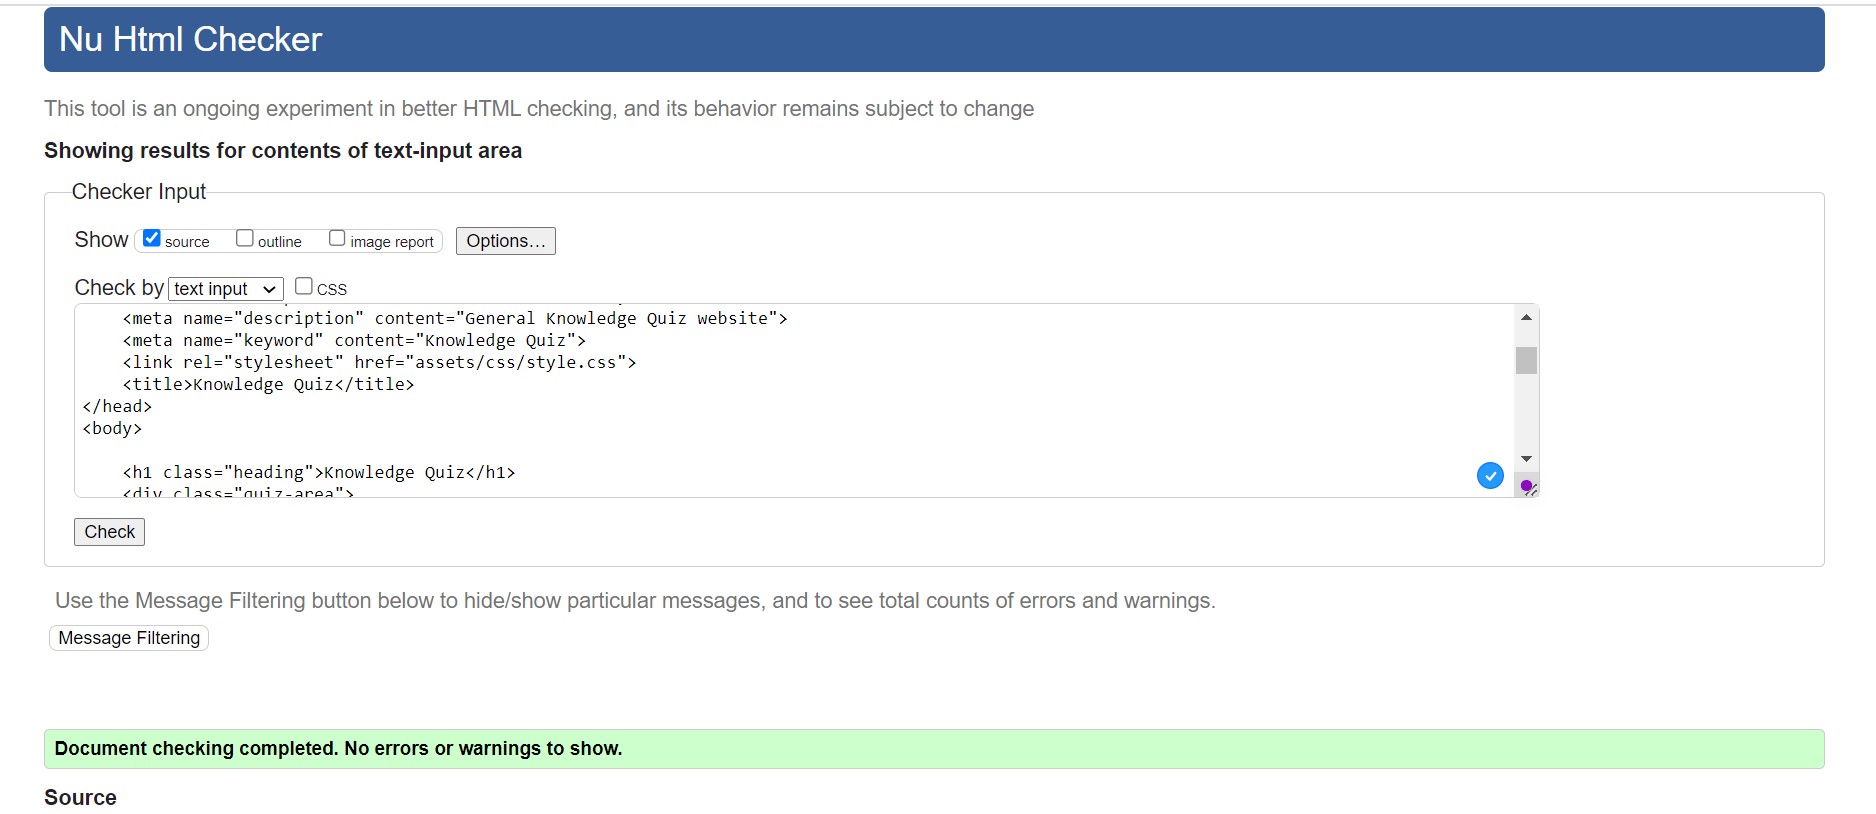 Nu Html Checker
This tool is an ongoing experiment in better HTML checking, and its behavior remains subject to change
Showing results for contents of text-input area
Checker Input
Show source outline image report Options...
Check by text input CSS
<meta name="description" content="General Knowledge Quiz website">
<meta name="keyword" content="Knowledge Quiz">
<link rel="stylesheet" href="assets/css/style.css">
<title>Knowledge Quiz</title>
</head>
<body>
<h1 class="heading">Knowledge Quiz</h1>
<div class="quiz-area">
Check
Use the Message Filtering button below to hide/show particular messages, and to see total counts of errors and warnings.
Message Filtering
Document checking completed. No errors or warnings to show.
Source